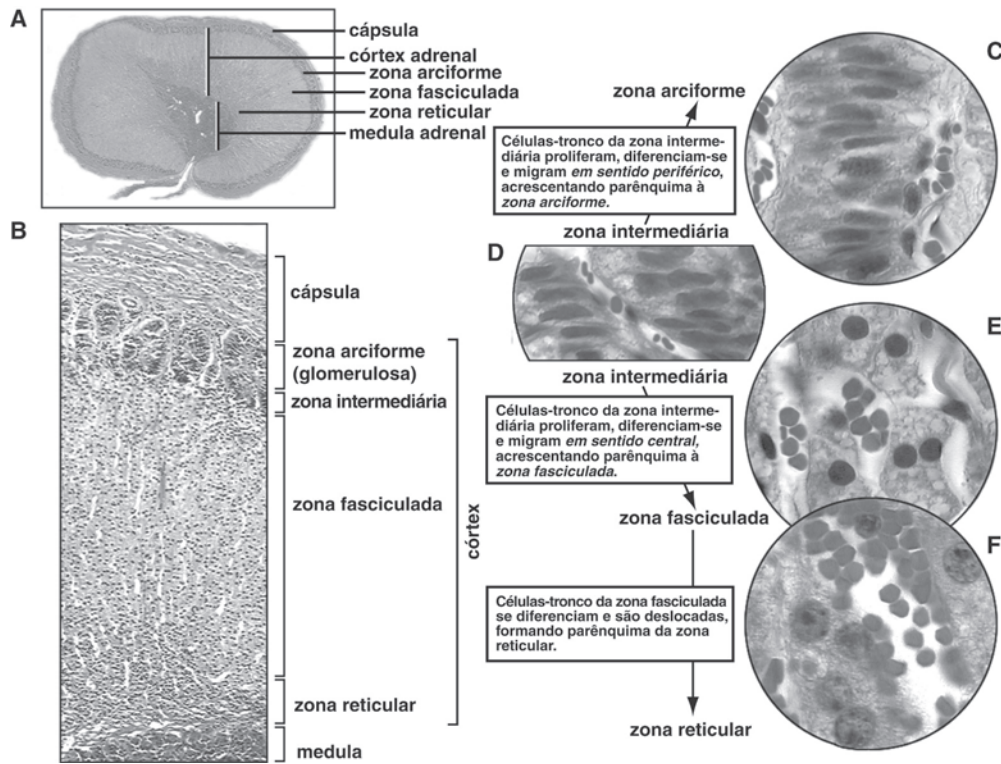 A
cápsula
córtex adrenal
zona arciforme
zona fasciculada
zona reticular
medula adrenal
B
cápsula
zona arciforme
(glomerulosa)
zona intermediária
zona fasciculada
córtex
zona reticular
medula
C
zona arciforme
Células-tronco da zona interme-
diária proliferam, diferenciam-se
e migram em sentido periférico,
acrescentando parênquima à
zona arciforme.
zona intermediária
D
zona intermediária
Células-tronco da zona interme-
diária proliferam, diferenciam-se
e migram em sentido central,
acrescentando parênquima à
zona fasciculada.
E
zona fasciculada
F
Células-tronco da zona fasciculada
se diferenciam e são deslocadas,
formando parênquima da zona
reticular.
zona reticular